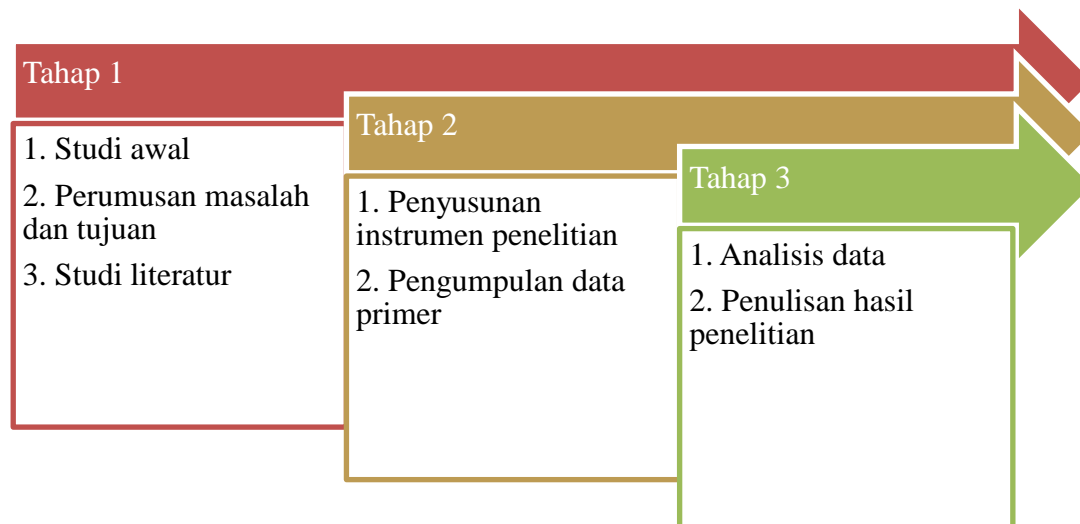 Tahap 1
1. Studi awal
2. Perumusan masalah
dan tujuan
3. Studi literatur
Tahap 2
1. Penyusunan
instrumen penelitian
2. Pengumpulan data
primer
Tahap 3
1. Analisis data
2. Penulisan hasil
penelitian